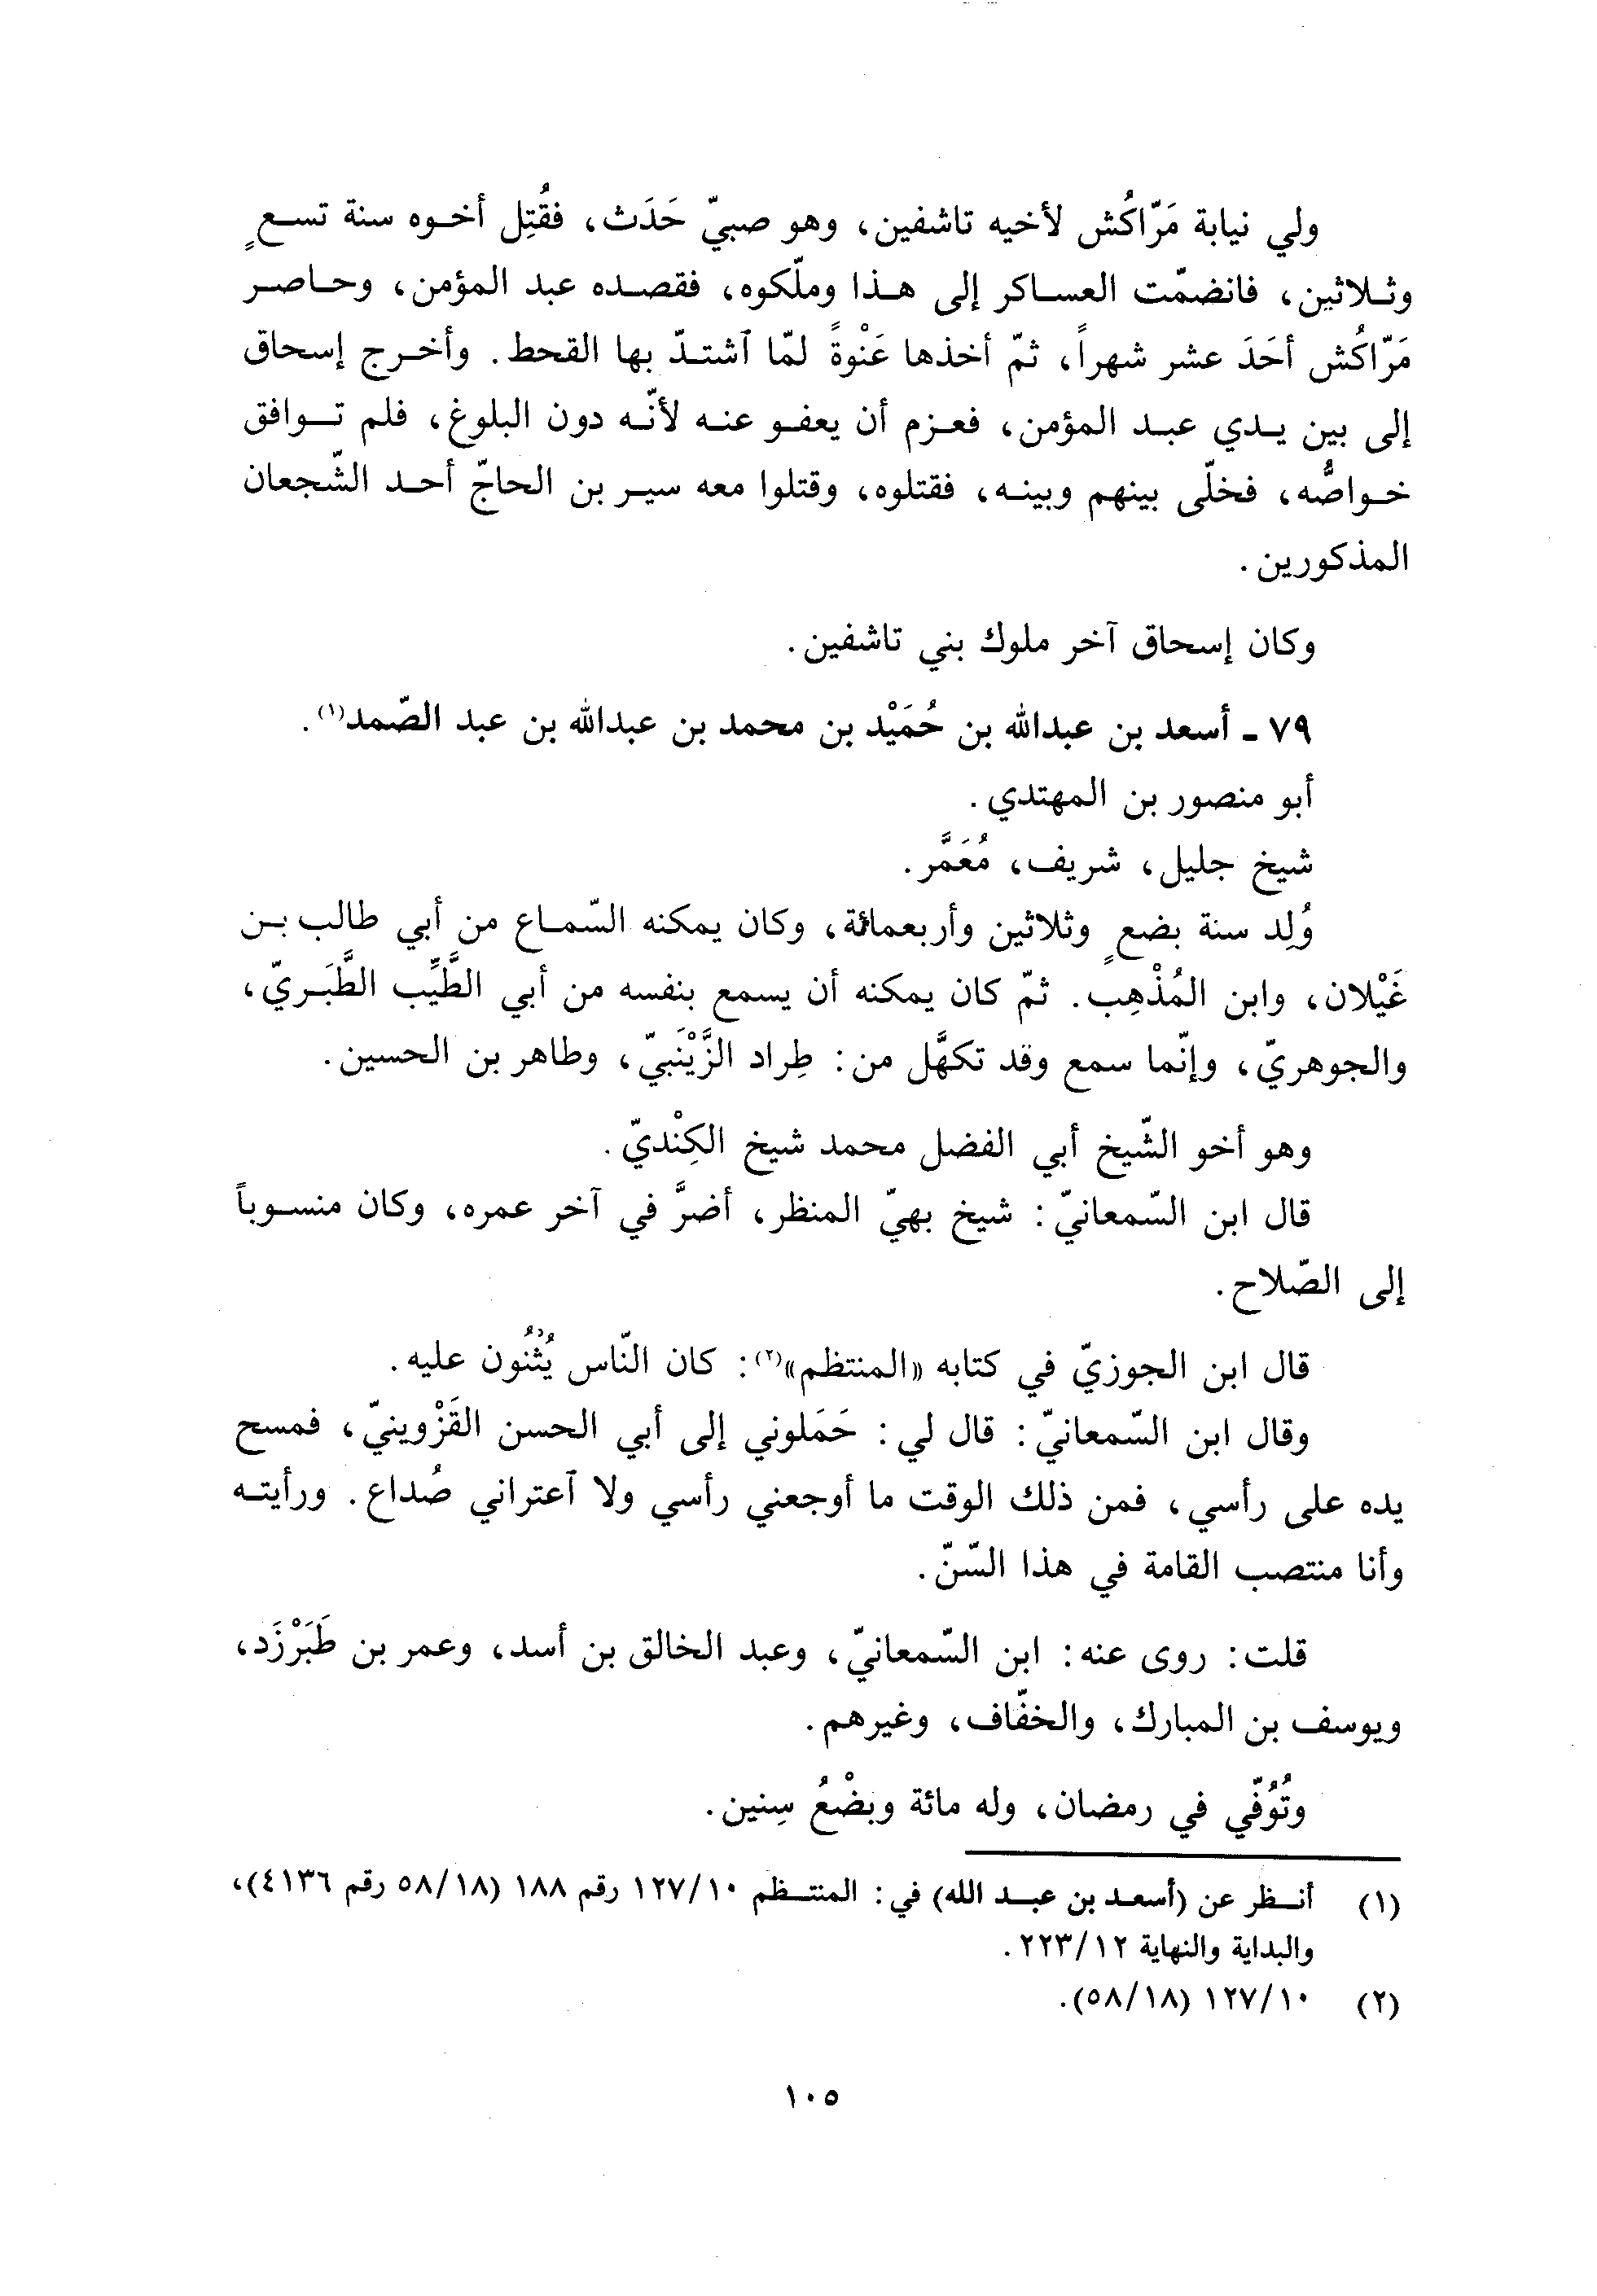 ولي نيابة مَرّاكُش لأخيه تاشفين، وهو صبيّ حَدَث، فقُتِل أخوه سنة تسعٍ
وثلاثين، فانضمّت العساكر إلى هذا وملّكوه، فقصده عبد المؤمن، وحاصر
مَرّاكُش أحَدَ عشر شهراً، ثمّ أخذها عَنْوةً لمّا ٱشتدّ بها القحط. وأخرج إسحاق
إلى بين يدي عبد المؤمن، فعزم أن يعفو عنه لأنّه دون البلوغ، فلم توافق
خواصُّه، فخلّى بينهم وبينه، فقتلوه، وقتلوا معه سير بن الحاجّ أحد الشّجعان
المذكورين.
وكان إسحاق آخر ملوك بني تاشفين.
٧٩ ـ أسعد بن عبدالله بن حُمَيْد بن محمد بن عبدالله بن عبد الصّمد(١).
أبو منصور بن المهتدي.
شيخ جليل، شريف، مُعَمَّر.
وُلِد سنة بضعٍ وثلاثين وأربعمائة، وكان يمكنه السّماع من أبي طالب بن
غَيْلان، وابن المُذْهِب. ثمّ كان يمكنه أن يسمع بنفسه من أبي الطَّيِّب الطَّبَريّ،
والجوهريّ، وإنّما سمع وقد تكهَّل من: طِراد الزَّيْنَبيّ، وطاهر بن الحسين.
وهو أخو الشّيخ أبي الفضل محمد شيخ الكِنْديّ.
قال ابن السّمعانيّ: شيخ بهيّ المنظر، أضرَّ في آخر عمره، وكان منسوباً
إلى الصّلاح.
قال ابن الجوزيّ في كتابه «المنتظم»(٢): كان النّاس يُثْنُون عليه.
وقال ابن السّمعانيّ: قال لي: حَمَلوني إلى أبي الحسن القَزْوينيّ، فمسح
يده على رأسي، فمن ذلك الوقت ما أوجعني رأسي ولا ٱعتراني صُداع. ورأيته
وأنا منتصب القامة في هذا السّنّ.
قلت: روى عنه: ابن السّمعانيّ، وعبد الخالق بن أسد، وعمر بن طَبَرْزَد،
ويوسف بن المبارك، والخفّاف، وغيرهم.
وتُوُفّي في رمضان، وله مائة وبِضْعُ سِنين.
(١) أنظر عن (أسعد بن عبد الله) في: المنتظم ١٢٧/١٠ رقم ١٨٨ (٥٨/١٨ رقم ٤١٣٦)،
والبداية والنهاية ٢٢٣/١٢.
(٢) ١٢٧/١٠ (٥٨/١٨).
١٠٥